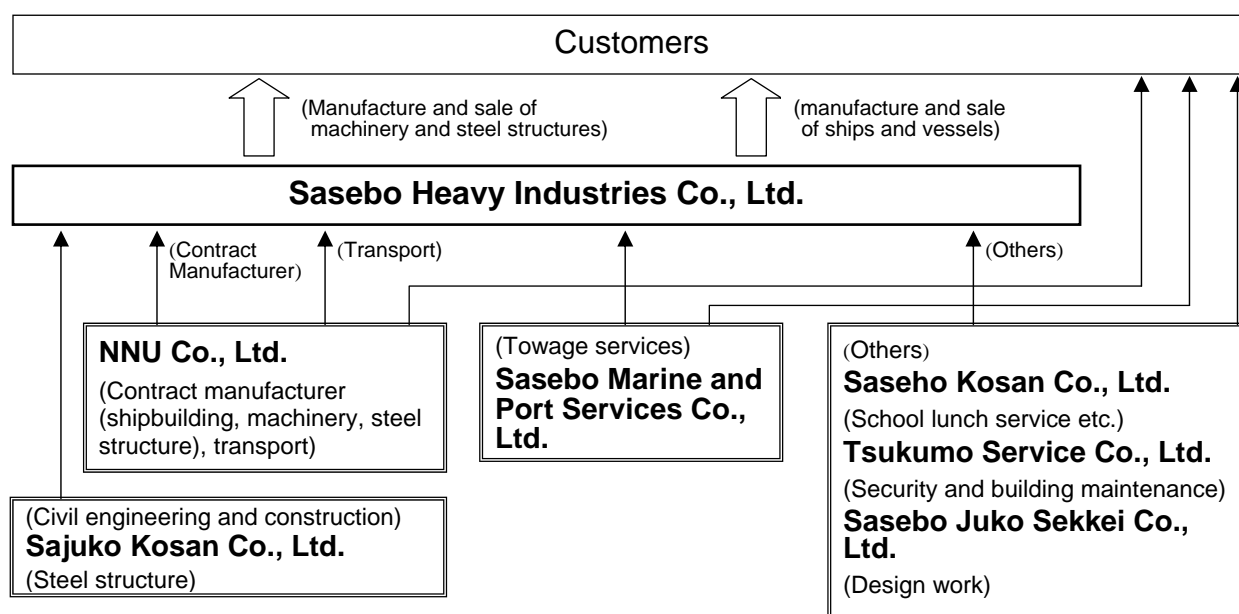 Customers
(Manufacture and sale of
machinery and steel structures)
(manufacture and sale
of ships and vessels)
Sasebo Heavy Industries Co., Ltd.
(Contract
Manufacturer)
(Transport)
(Others)
NNU Co., Ltd.
(Contract manufacturer
(shipbuilding, machinery, steel
structure), transport)
(Towage services)
Sasebo Marine and
Port Services Co.,
Ltd.
(Others)
Saseho Kosan Co., Ltd.
(School lunch service etc.)
Tsukumo Service Co., Ltd.
(Security and building maintenance)
Sasebo Juko Sekkei Co.,
Ltd.
(Design work)
(Civil engineering and construction)
Sajuko Kosan Co., Ltd.
(Steel structure)